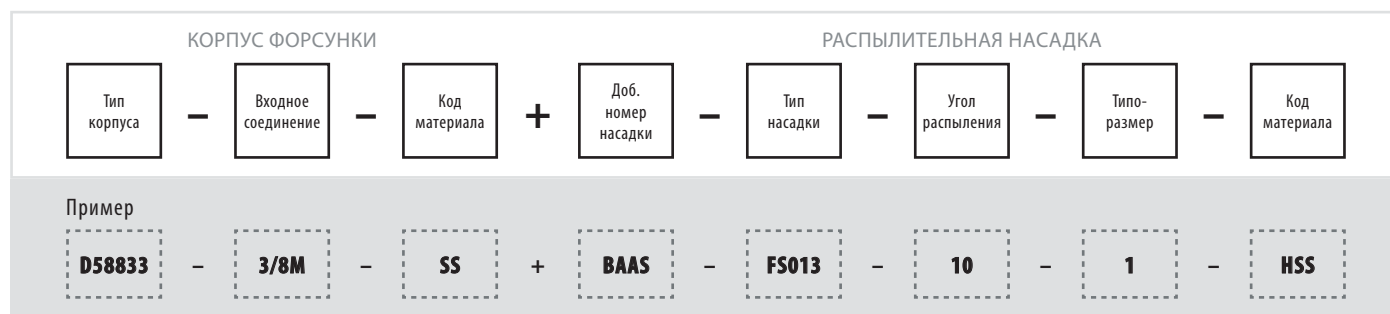 КОРПУС ФОРСУНКИ РАСПЫЛИТЕЛЬНАЯ НАСАДКА
Тип
корпуса
–
Входное
соединение
–
Код
материала
+
Доб.
номер
насадки
–
Тип
насадки
–
Угол
распыления
–
Типо-
размер
–
Код
материала
Пример
D58833 – 3/8M – SS + BAAS – FS013 – 10 – 1 – HSS